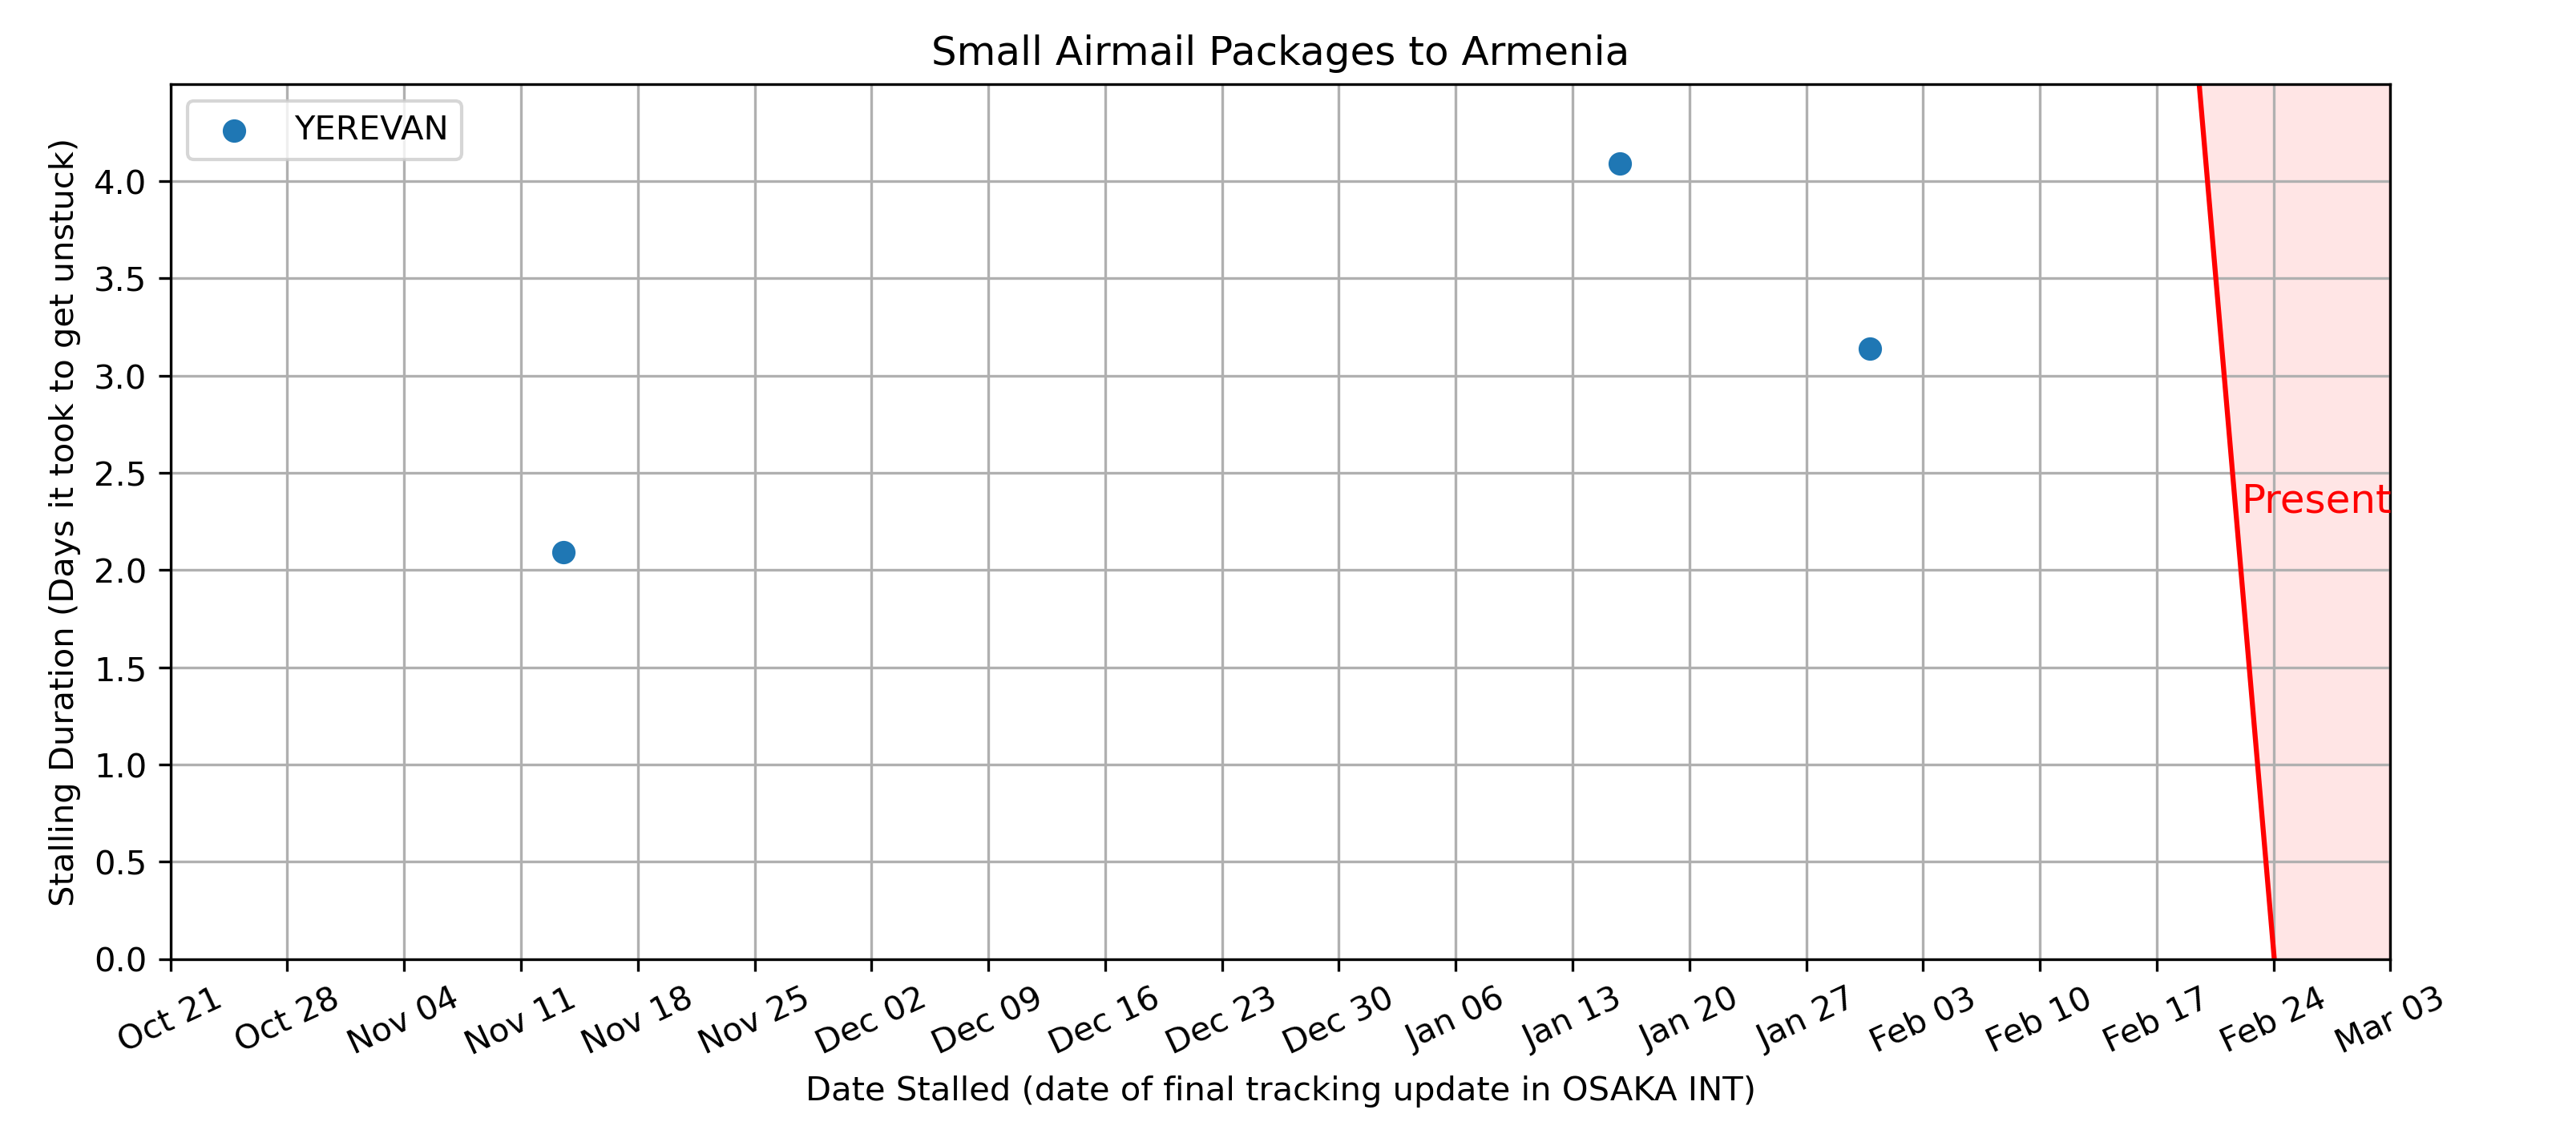 Small Airmail Packages to Armenia
YEREVAN
Stalling Duration (Days it took to get unstuck)
4.0
3.5
3.0
2.5
2.0
1.5
1.0
0.5
0.0
Present
Oct 21 Oct 28 Nov 04 Nov 11 Nov 18 Nov 25 Dec 02 Dec 09 Dec 16 Dec 23 Dec 30 Jan 06 Jan 13 Jan 20 Jan 27 Feb 03 Feb 10 Feb 17 Feb 24 Mar 03
Date Stalled (date of final tracking update in OSAKA INT)